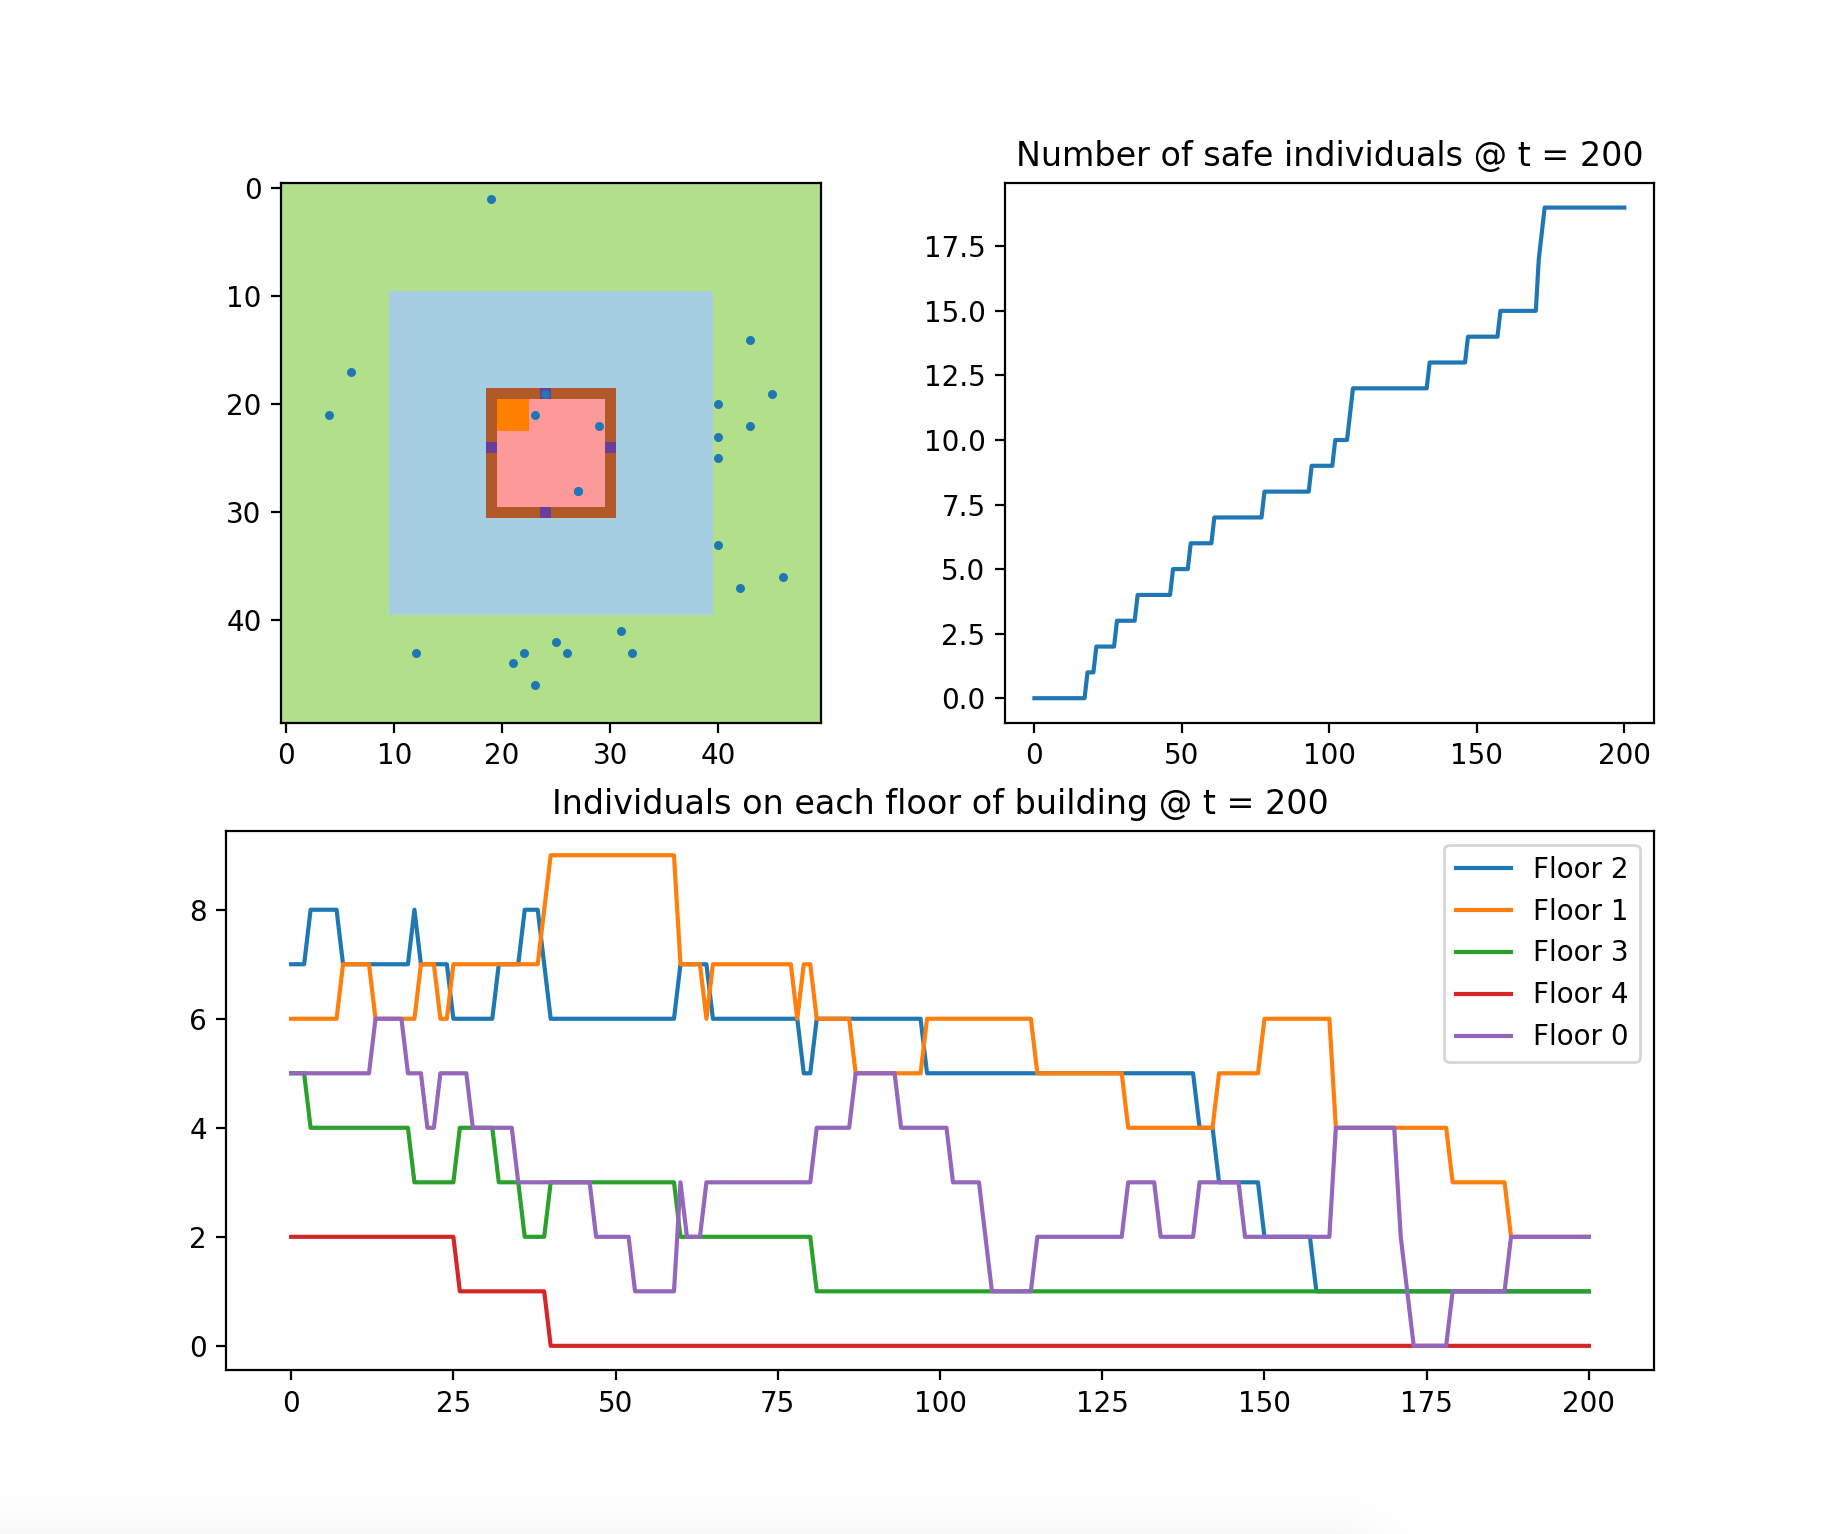 Number of safe individuals @ t = 200
0
10
20
30
40
0 10 20 30 40
17.5
15.0
12.5
10.0
7.5
5.0
2.5
0.0
0 50 100 150 200
Individuals on each floor of building @ t = 200
8
6
4
2
0
0 25 50 75 100 125 150 175 200
Floor 2
Floor 1
Floor 3
Floor 4
Floor 0